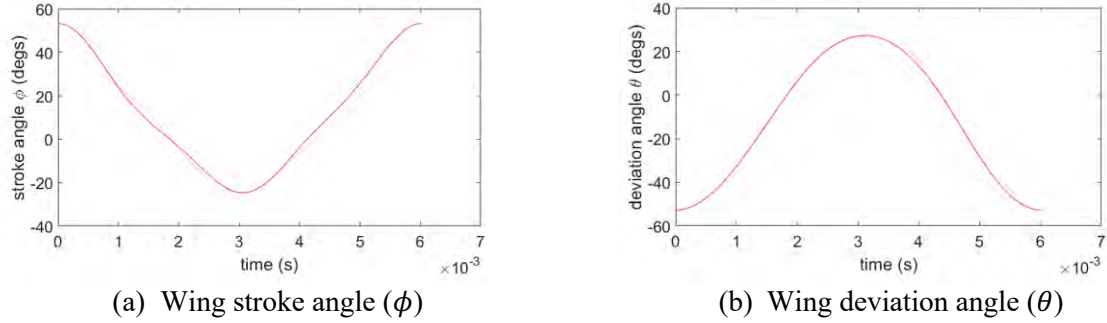 60
40
20
0
-20
-40
stroke angle ϕ (degs)
0 1 2 3 4 5 6 7
time (s)
×10⁻³
(a) Wing stroke angle (ϕ)
40
20
0
-20
-40
-60
deviation angle θ (degs)
0 1 2 3 4 5 6 7
time (s)
×10⁻³
(b) Wing deviation angle (θ)